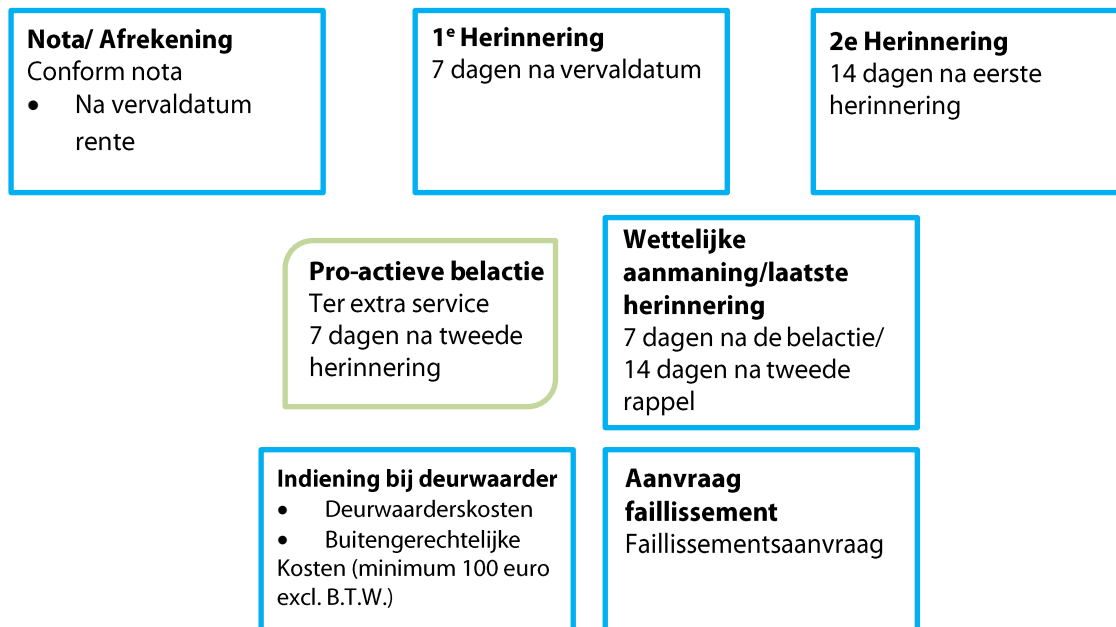 Nota/ Afrekening
Conform nota
• Na vervaldatum
rente
1e Herinnering
7 dagen na vervaldatum
2e Herinnering
14 dagen na eerste
herinnering
Pro-actieve belactie
Ter extra service
7 dagen na tweede
herinnering
Wettelijke
aanmaning/laatste
herinnering
7 dagen na de belactie/
14 dagen na tweede
rappel
Indiening bij deurwaarder
• Deurwaarderskosten
• Buitengerechtelijke
Kosten (minimum 100 euro
excl. B.T.W.)
Aanvraag
faillissement
Faillissementsaanvraag